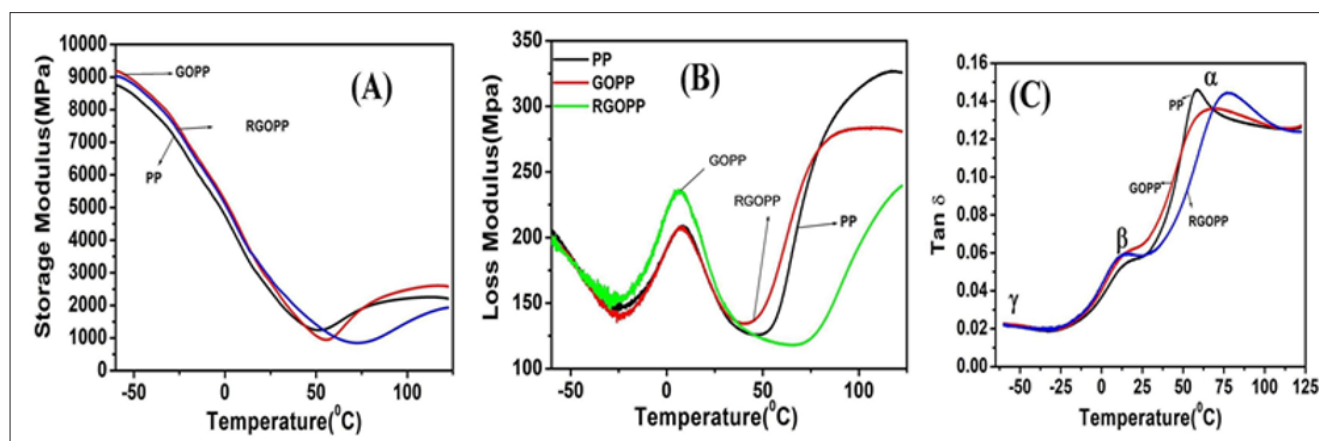 (A)
10000
9000
8000
7000
6000
5000
4000
3000
2000
1000
0
Storage Modulus(MPa)
GOPP
RGOPP
PP
-50
0
50
100
Temperature(⁰C)
(B)
350
300
250
200
150
100
Loss Modulus(Mpa)
PP
GOPP
RGOPP
GOPP
RGOPP
PP
-50
0
50
100
Temperature(⁰C)
(C)
0.16
0.14
0.12
0.10
0.08
0.06
0.04
0.02
0.00
Tan δ
α
PP
GOPP
RGOPP
β
γ
-50
-25
0
25
50
75
100
125
Temperature(⁰C)